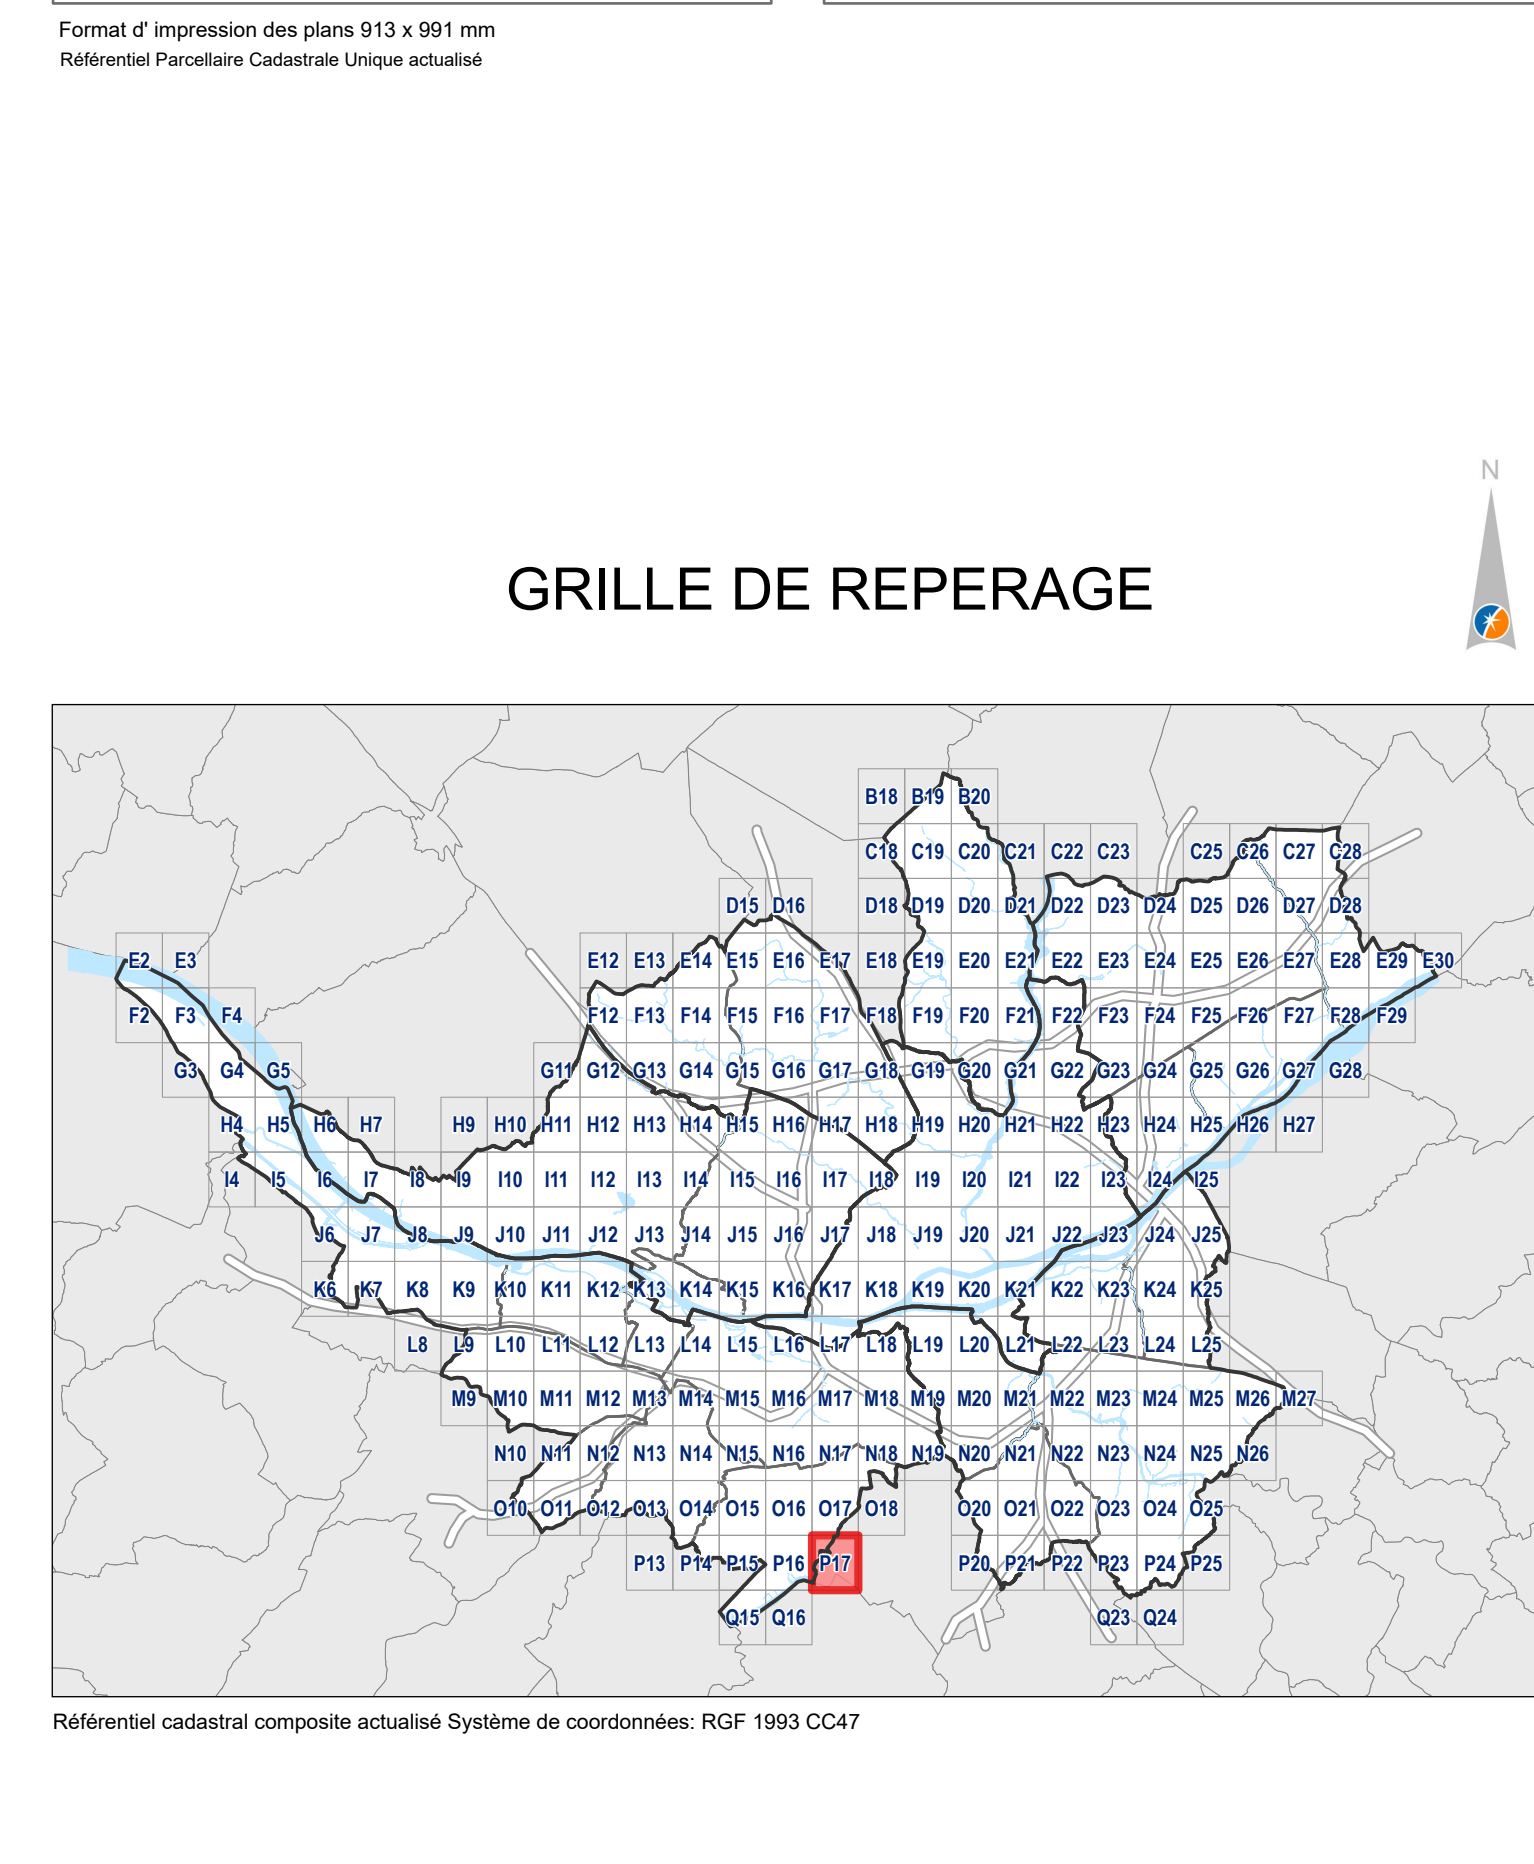 Format d' impression des plans 913 x 991 mm
Référentiel Parcellaire Cadastrale Unique actualisé
N
GRILLE DE REPERAGE
B18 B19 B20
C18 C19 C20 C21 C22 C23 C25 C26 C27 C28
D15 D16 D18 D19 D20 D21 D22 D23 D24 D25 D26 D27 D28
E2 E3 E12 E13 E14 E15 E16 E17 E18 E19 E20 E21 E22 E23 E24 E25 E26 E27 E28 E29 E30
F2 F3 F4 F12 F13 F14 F15 F16 F17 F18 F19 F20 F21 F22 F23 F24 F25 F26 F27 F28 F29
G3 G4 G5 G11 G12 G13 G14 G15 G16 G17 G18 G19 G20 G21 G22 G23 G24 G25 G26 G27 G28
H4 H5 H6 H7 H9 H10 H11 H12 H13 H14 H15 H16 H17 H18 H19 H20 H21 H22 H23 H24 H25 H26 H27
I4 I5 I6 I7 I8 I9 I10 I11 I12 I13 I14 I15 I16 I17 I18 I19 I20 I21 I22 I23 I24 I25
J6 J7 J8 J9 J10 J11 J12 J13 J14 J15 J16 J17 J18 J19 J20 J21 J22 J23 J24 J25
K6 K7 K8 K9 K10 K11 K12 K13 K14 K15 K16 K17 K18 K19 K20 K21 K22 K23 K24 K25
L8 L9 L10 L11 L12 L13 L14 L15 L16 L17 L18 L19 L20 L21 L22 L23 L24 L25
M9 M10 M11 M12 M13 M14 M15 M16 M17 M18 M19 M20 M21 M22 M23 M24 M25 M26 M27
N10 N11 N12 N13 N14 N15 N16 N17 N18 N19 N20 N21 N22 N23 N24 N25 N26
O10 O11 O12 O13 O14 O15 O16 O17 O18 O20 O21 O22 O23 O24 O25
P13 P14 P15 P16 P17 P20 P21 P22 P23 P24 P25
Q15 Q16 Q23 Q24
Référentiel cadastral composite actualisé Système de coordonnées: RGF 1993 CC47